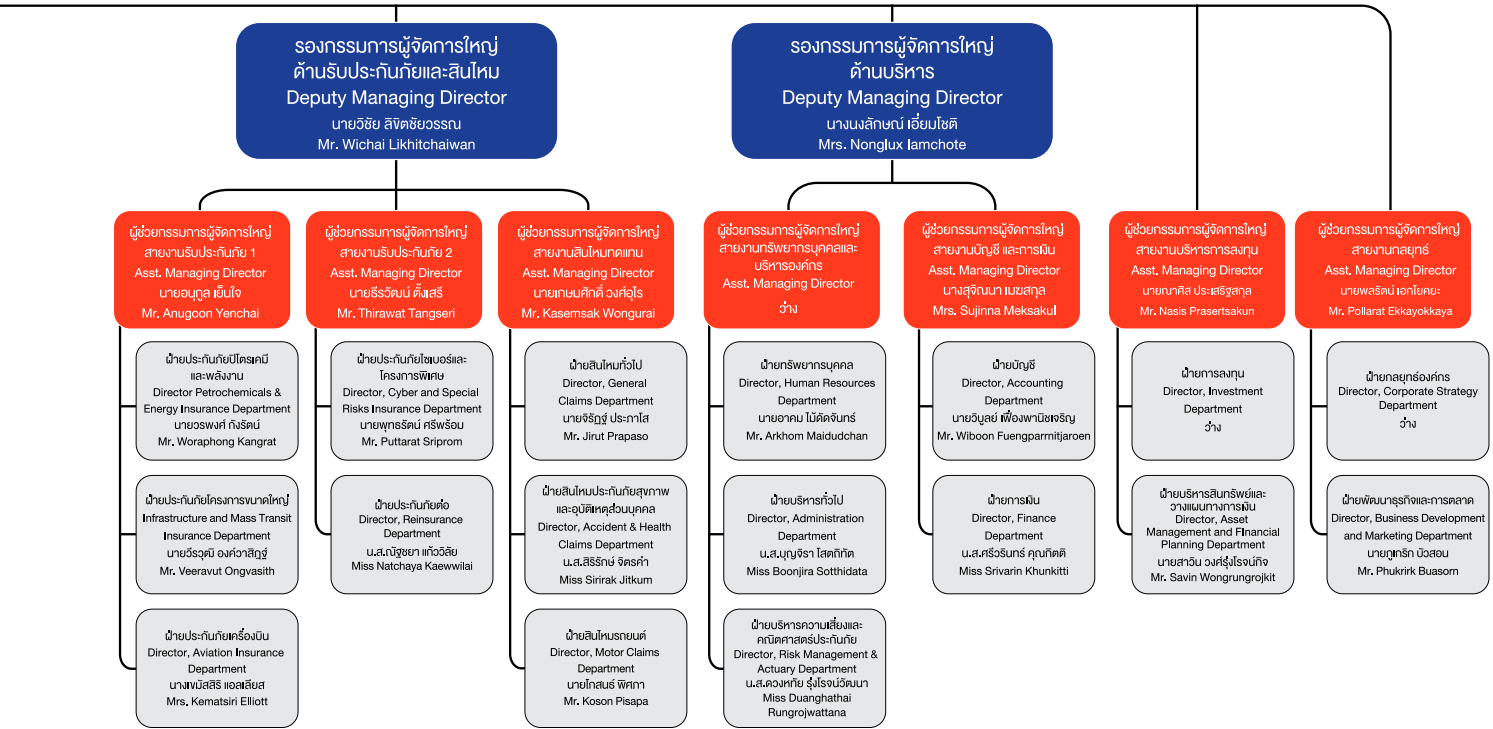 รองกรรมการผู้จัดการใหญ่
ด้านรับประกันภัยและสินไหม
Deputy Managing Director
นายวิชัย ลิขิตชัยวรรณ
Mr. Wichai Likhitchaiwan
รองกรรมการผู้จัดการใหญ่
ด้านบริหาร
Deputy Managing Director
นางนงลักษณ์ เอี่ยมโชติ
Mrs. Nonglux Iamchote
ผู้ช่วยกรรมการผู้จัดการใหญ่
สายงานรับประกันภัย 1
Asst. Managing Director
นายอนุกูล เย็นใจ
Mr. Anugoon Yenchai
ผู้ช่วยกรรมการผู้จัดการใหญ่
สายงานรับประกันภัย 2
Asst. Managing Director
นายธีรวัฒน์ ตั้งเสรี
Mr. Thirawat Tangseri
ผู้ช่วยกรรมการผู้จัดการใหญ่
สายงานสินไหมทดแทน
Asst. Managing Director
นายเกษมศักดิ์ วงศ์อุไร
Mr. Kasemsak Wongurai
ผู้ช่วยกรรมการผู้จัดการใหญ่
สายงานทรัพยากรบุคคลและ
บริหารองค์กร
Asst. Managing Director
ว่าง
ผู้ช่วยกรรมการผู้จัดการใหญ่
สายงานบัญชี และการเงิน
Asst. Managing Director
นางสุจิณนา เมฆสกุล
Mrs. Sujinna Meksakul
ผู้ช่วยกรรมการผู้จัดการใหญ่
สายงานบริหารการลงทุน
Asst. Managing Director
นายณาศิส ประเสริฐสกุล
Mr. Nasis Prasertsakun
ผู้ช่วยกรรมการผู้จัดการใหญ่
สายงานกลยุทธ์
Asst. Managing Director
นายพลรัตน์ เอกโยคยะ
Mr. Pollarat Ekkayokkaya
ฝ่ายประกันภัยปิโตรเคมี
และพลังงาน
Director Petrochemicals &
Energy Insurance Department
นายวรพงศ์ กังรัตน์
Mr. Woraphong Kangrat
ฝ่ายประกันภัยไซเบอร์และ
โครงการพิเศษ
Director, Cyber and Special
Risks Insurance Department
นายพุทธรัตน์ ศรีพร้อม
Mr. Puttarat Sriprom
ฝ่ายสินไหมทั่วไป
Director, General
Claims Department
นายจิรัฏฐ์ ประภาโส
Mr. Jirut Prapaso
ฝ่ายทรัพยากรบุคคล
Director, Human Resources
Department
นายอาคม ไม้ดัดจันทร์
Mr. Arkhom Maidudchan
ฝ่ายบัญชี
Director, Accounting
Department
นายวิบูลย์ เฟื่องพานิชเจริญ
Mr. Wiboon Fuengparrnitjaroen
ฝ่ายการลงทุน
Director, Investment
Department
ว่าง
ฝ่ายกลยุทธ์องค์กร
Director, Corporate Strategy
Department
ว่าง
ฝ่ายประกันภัยโครงการขนาดใหญ่
Infrastructure and Mass Transit
Insurance Department
นายวีรวุฒิ องค์วาสิฏฐ์
Mr. Veeravut Ongvasith
ฝ่ายประกันภัยต่อ
Director, Reinsurance
Department
น.ส.ณัฐชยา แก้ววิลัย
Miss Natchaya Kaewwilai
ฝ่ายสินไหมประกันภัยสุขภาพ
และอุบัติเหตุส่วนบุคคล
Director, Accident & Health
Claims Department
น.ส.สิริรักษ์ จิตรคำ
Miss Sirirak Jitkum
ฝ่ายบริหารทั่วไป
Director, Administration
Department
น.ส.บุญจิรา โสตถิทัต
Miss Boonjira Sotthidata
ฝ่ายการเงิน
Director, Finance
Department
น.ส.ศรีวรินทร์ คุณกิตติ
Miss Srivarin Khunkitti
ฝ่ายบริหารสินทรัพย์และ
วางแผนทางการเงิน
Director, Asset
Management and Financial
Planning Department
นายสาวิน วงศ์รุ่งโรจน์กิจ
Mr. Savin Wongrungrojkit
ฝ่ายพัฒนาธุรกิจและการตลาด
Director, Business Development
and Marketing Department
นายภูเกริก บัวสอน
Mr. Phukrirk Buasorn
ฝ่ายประกันภัยเครื่องบิน
Director, Aviation Insurance
Department
นางเขมัสสิริ แอลเลียส
Mrs. Kematsiri Elliott
ฝ่ายสินไหมรถยนต์
Director, Motor Claims
Department
นายโกสนธ์ พิศภา
Mr. Koson Pisapa
ฝ่ายบริหารความเสี่ยงและ
คณิตศาสตร์ประกันภัย
Director, Risk Management &
Actuary Department
น.ส.ดวงหทัย รุ่งโรจน์วัฒนา
Miss Duanghathai
Rungrojwattana